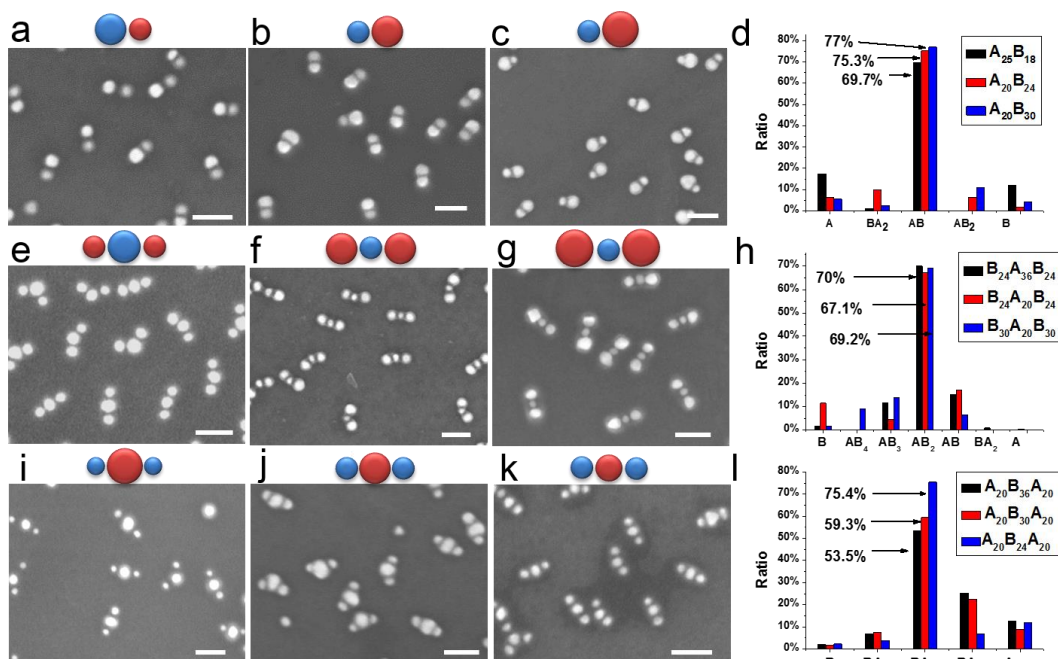 a
b
c
d
80%
70%
60%
50%
40%
30%
20%
10%
0%
Ratio
77%
75.3%
69.7%
A₂₅B₁₈
A₂₀B₂₄
A₂₀B₃₀
A BA₂ AB AB₂ B
e
f
g
h
70%
60%
50%
40%
30%
20%
10%
0%
Ratio
70%
67.1%
69.2%
B₂₄A₃₆B₂₄
B₂₄A₂₀B₂₄
B₃₀A₂₀B₃₀
B AB₄ AB₃ AB₂ AB BA₂ A
i
j
k
l
80%
70%
60%
50%
40%
30%
20%
10%
0%
Ratio
75.4%
59.3%
53.5%
A₂₀B₃₆A₂₀
A₂₀B₃₀A₂₀
A₂₀B₂₄A₂₀